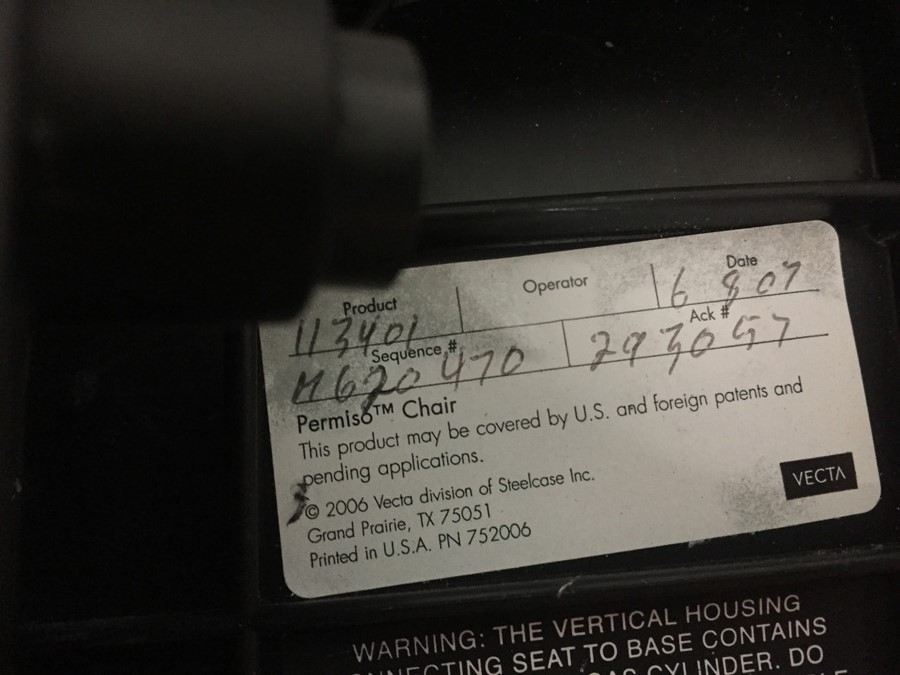 Product Operator Date
113401 6 8 07
Sequence # Ack #
M620470 293057
Permiso™ Chair
This product may be covered by U.S. and foreign patents and
pending applications.
© 2006 Vecta division of Steelcase Inc.
Grand Prairie, TX 75051
Printed in U.S.A. PN 752006
VECTA
WARNING: THE VERTICAL HOUSING
SEAT TO BASE CONTAINS
CYLINDER. DO